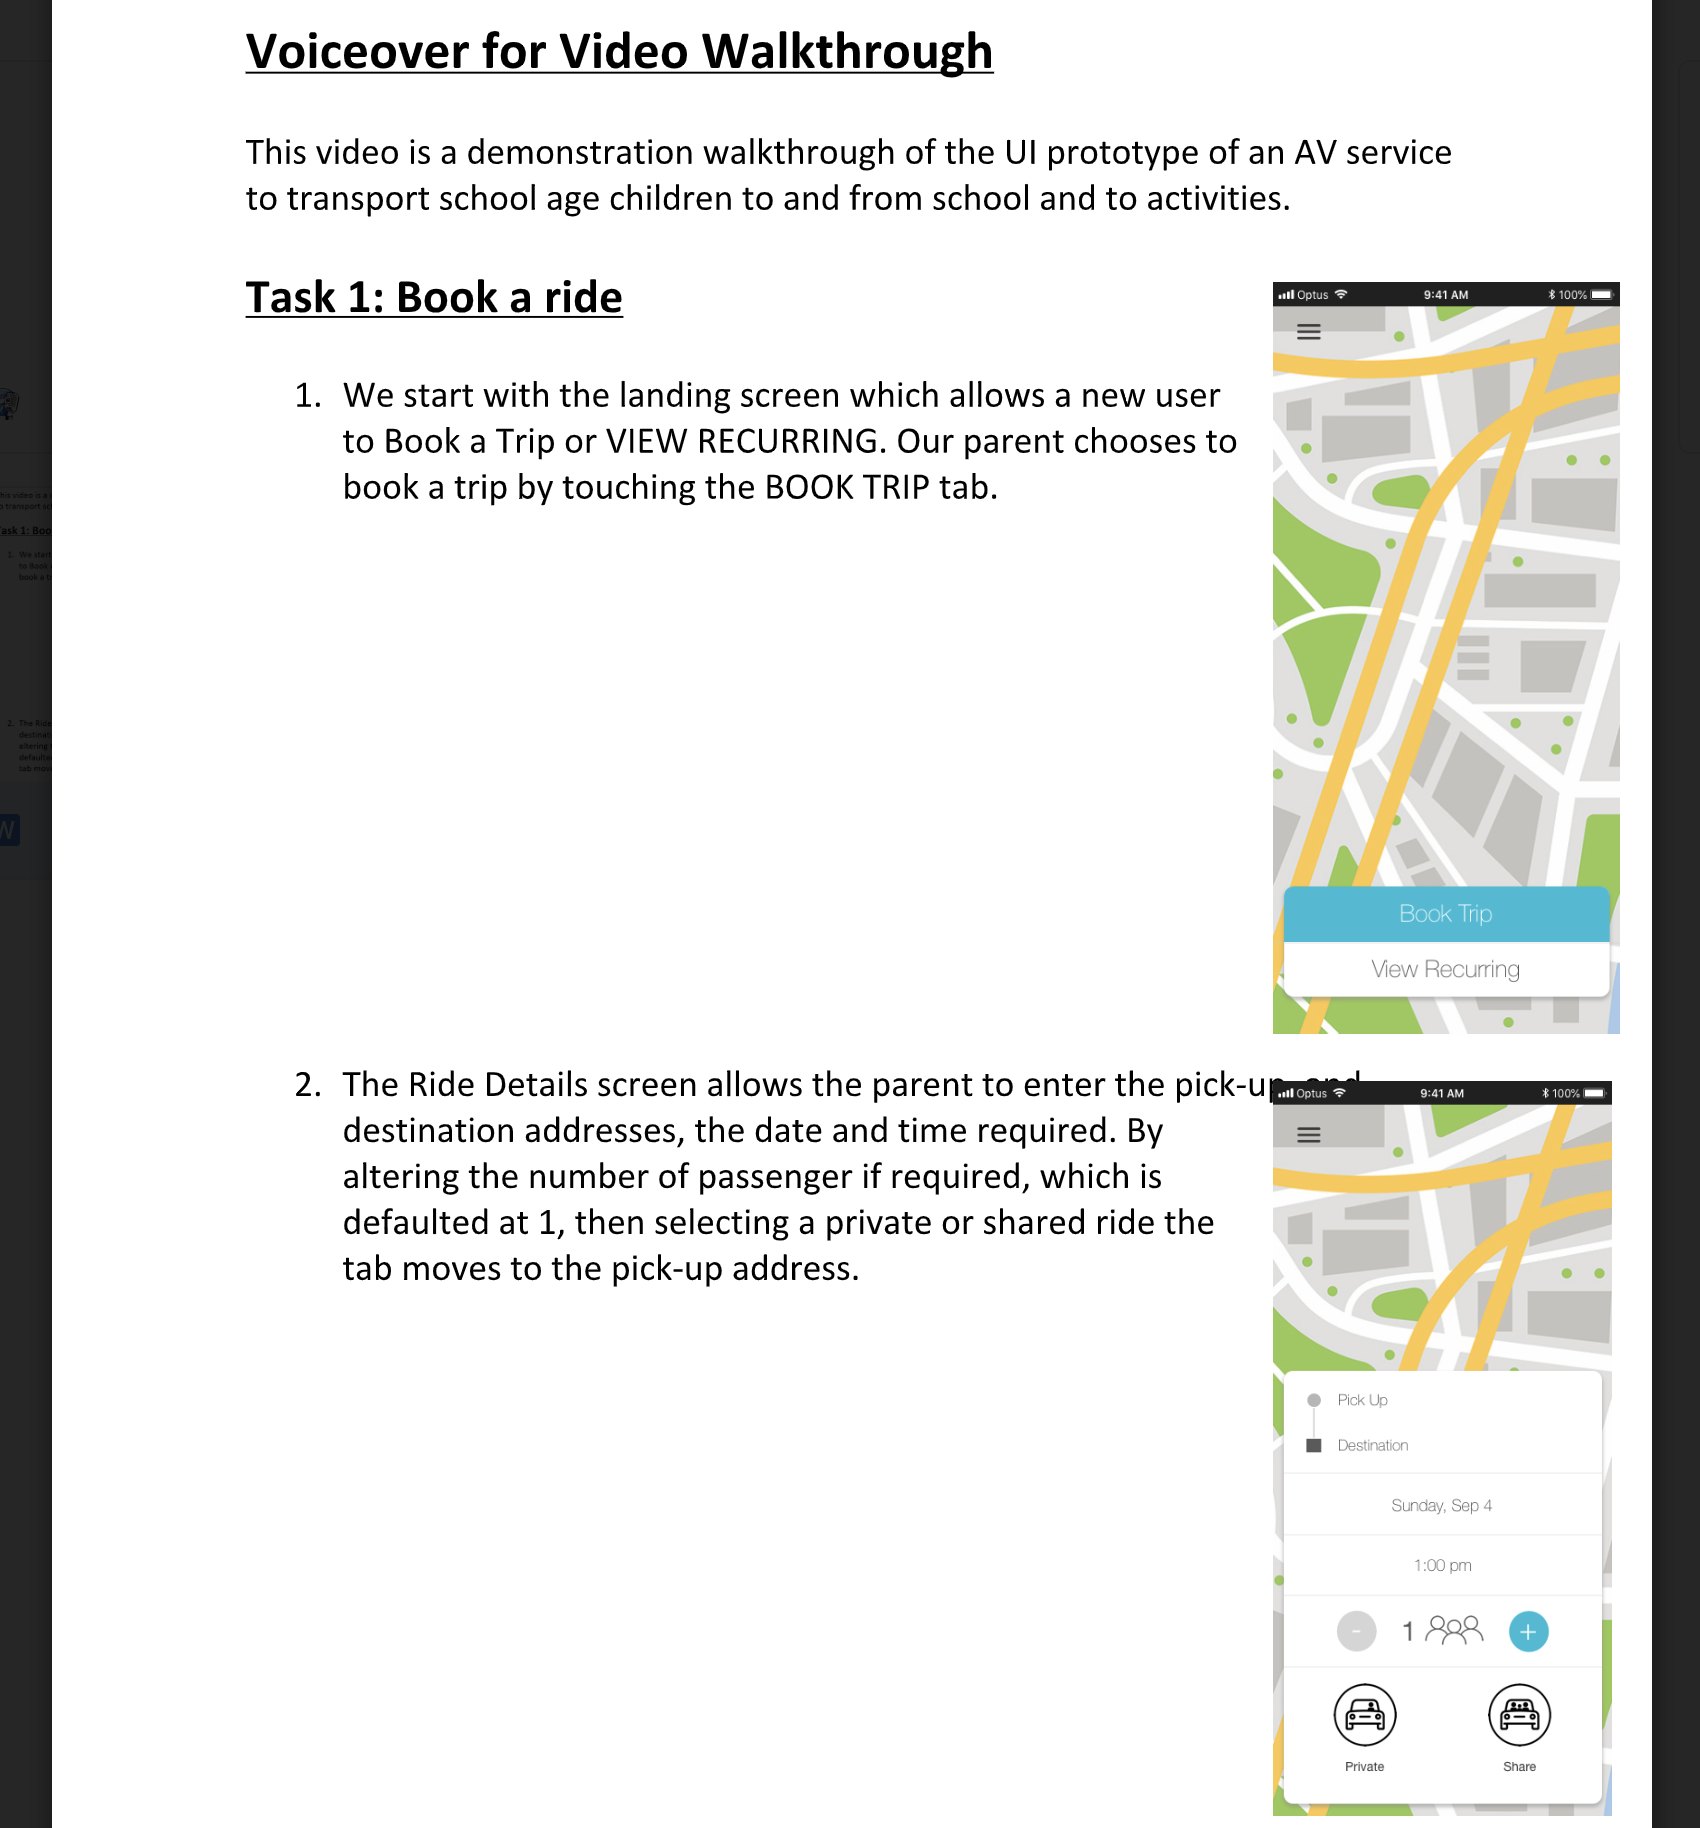 Voiceover for Video Walkthrough
This video is a demonstration walkthrough of the UI prototype of an AV service
to transport school age children to and from school and to activities.
Task 1: Book a ride
1. We start with the landing screen which allows a new user
to Book a Trip or VIEW RECURRING. Our parent chooses to
book a trip by touching the BOOK TRIP tab.
Optus 9:41 AM 100%
Book Trip
View Recurring
2. The Ride Details screen allows the parent to enter the pick-up and
destination addresses, the date and time required. By
altering the number of passenger if required, which is
defaulted at 1, then selecting a private or shared ride the
tab moves to the pick-up address.
Optus 9:41 AM 100%
Pick Up
Destination
Sunday, Sep 4
1:00 pm
- 1 +
Private Share